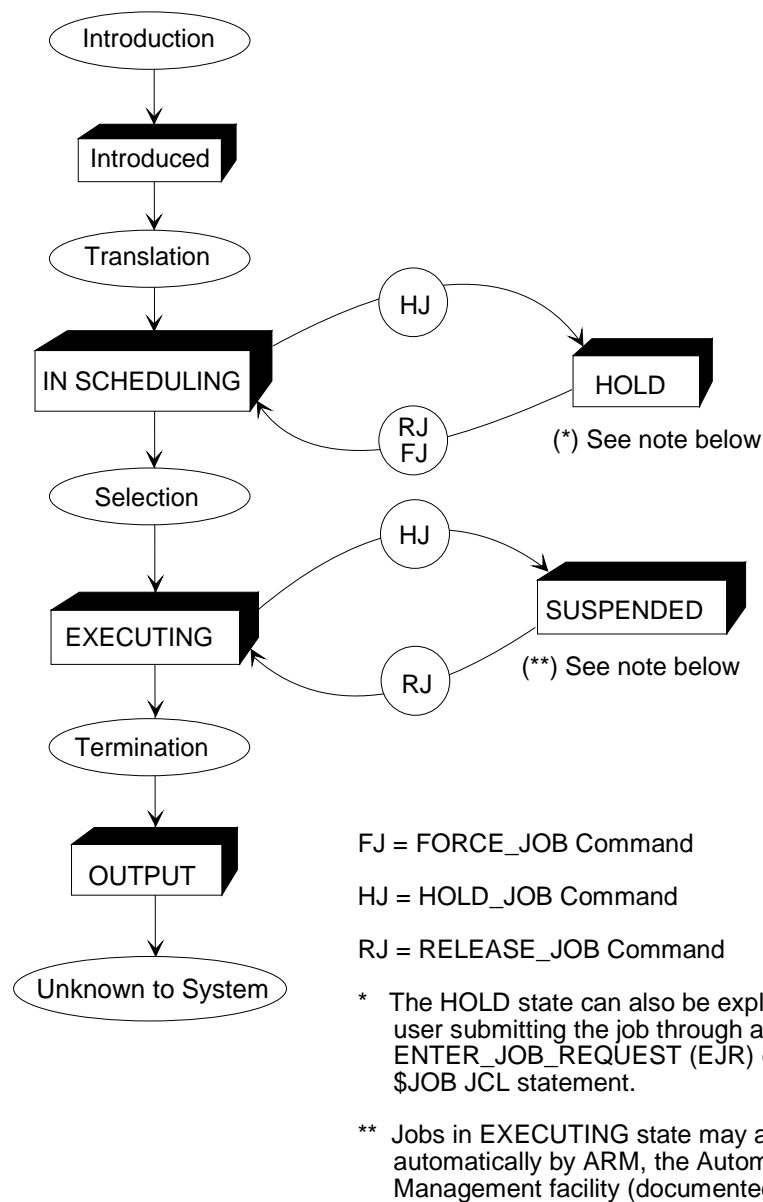 Introduction
Introduced
Translation
HJ
IN SCHEDULING
HOLD
RJ
FJ
(*) See note below
Selection
HJ
SUSPENDED
EXECUTING
(**) See note below
RJ
Termination
OUTPUT
Unknown to System
FJ = FORCE_JOB Command
HJ = HOLD_JOB Command
RJ = RELEASE_JOB Command
* The HOLD state can also be
user submitting the job through a
ENTER_JOB_REQUEST (EJR)
$JOB JCL statement.
** Jobs in EXECUTING state may
automatically by ARM, the
Management facility